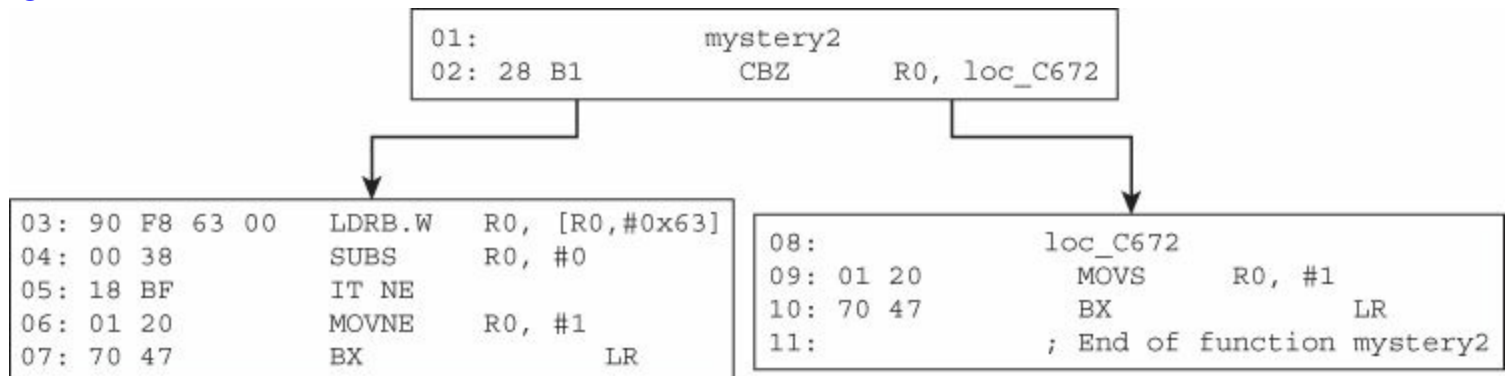 01: mystery2
02: 28 B1 CBZ R0, loc_C672
03: 90 F8 63 00 LDRB.W R0, [R0,#0x63]
04: 00 38 SUBS R0, #0
05: 18 BF IT NE
06: 01 20 MOVNE R0, #1
07: 70 47 BX LR
08: loc_C672
09: 01 20 MOVS R0, #1
10: 70 47 BX LR
11: ; End of function mystery2